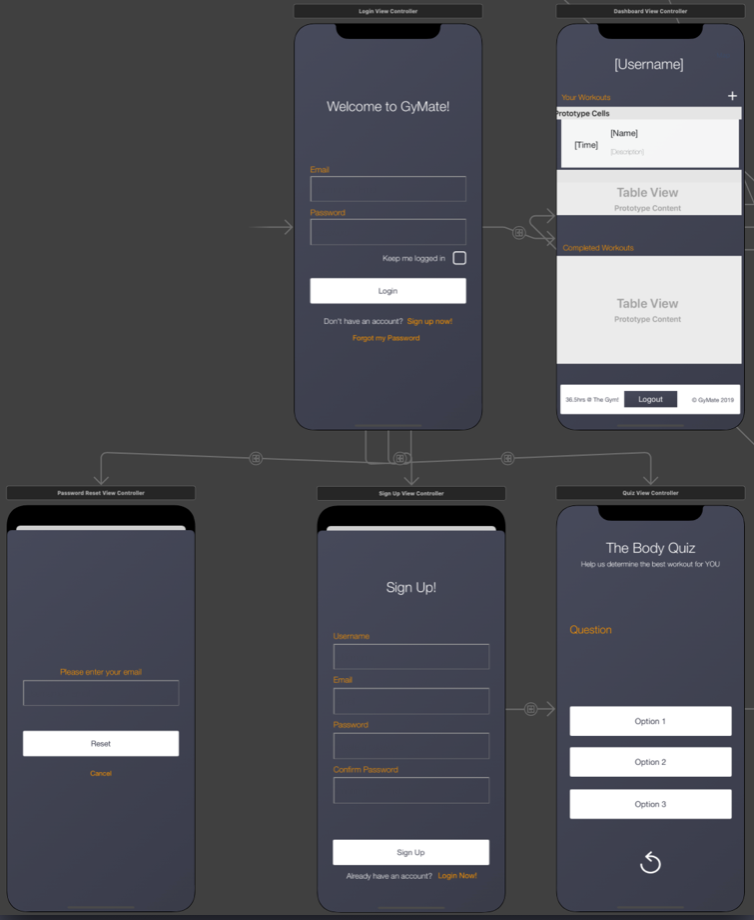 Login View Controller
Welcome to GyMate!
Email
Password
Keep me logged in
Login
Don't have an account? Sign up now!
Forgot my Password
Dashboard View Controller
[Username]
Your Workouts +
Prototype Cells
[Name]
[Time]
[Description]
Table View
Prototype Content
Completed Workouts
Table View
Prototype Content
36.5hrs @ The Gym! Logout © GyMate 2019
Password Reset View Controller
Please enter your email
Reset
Cancel
Sign Up View Controller
Sign Up!
Username
Email
Password
Confirm Password
Sign Up
Already have an account? Login Now!
Quiz View Controller
The Body Quiz
Help us determine the best workout for YOU
Question
Option 1
Option 2
Option 3